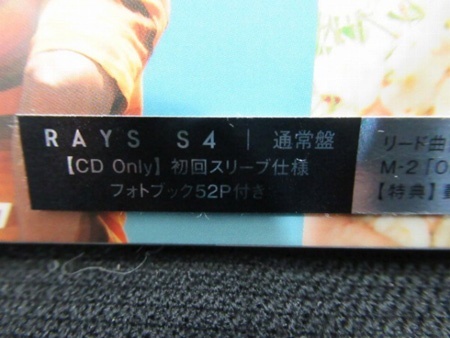 RAYS S4 | 通常盤
【CD Only】初回スリーブ仕様
フォトブック52P付き
リード曲
M-2「O
【特典】